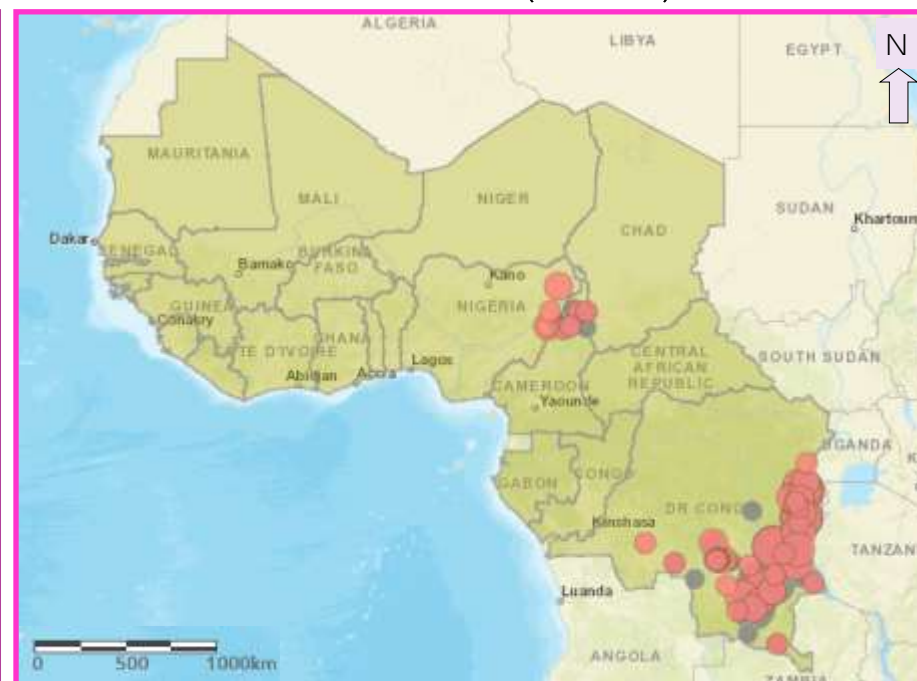 ALGERIA
LIBYA
EGYPT
N
MAURITANIA
MALI
NIGER
CHAD
SUDAN
Khartoum
Dakar
SENEGAL
Bamako
BURKINA
FASO
Kano
NIGERIA
GUINEA
Conakry
GHANA
TE D'IVOIRE
Abidjan
Accra
Lagos
CENTRAL
AFRICAN
REPUBLIC
SOUTH SUDAN
CAMEROON
Yaounde
UGANDA
GABON
CONGO
DR CONGO
Kinshasa
TANZAN
Luanda
ANGOLA
ZAMBIA
0 500 1000km